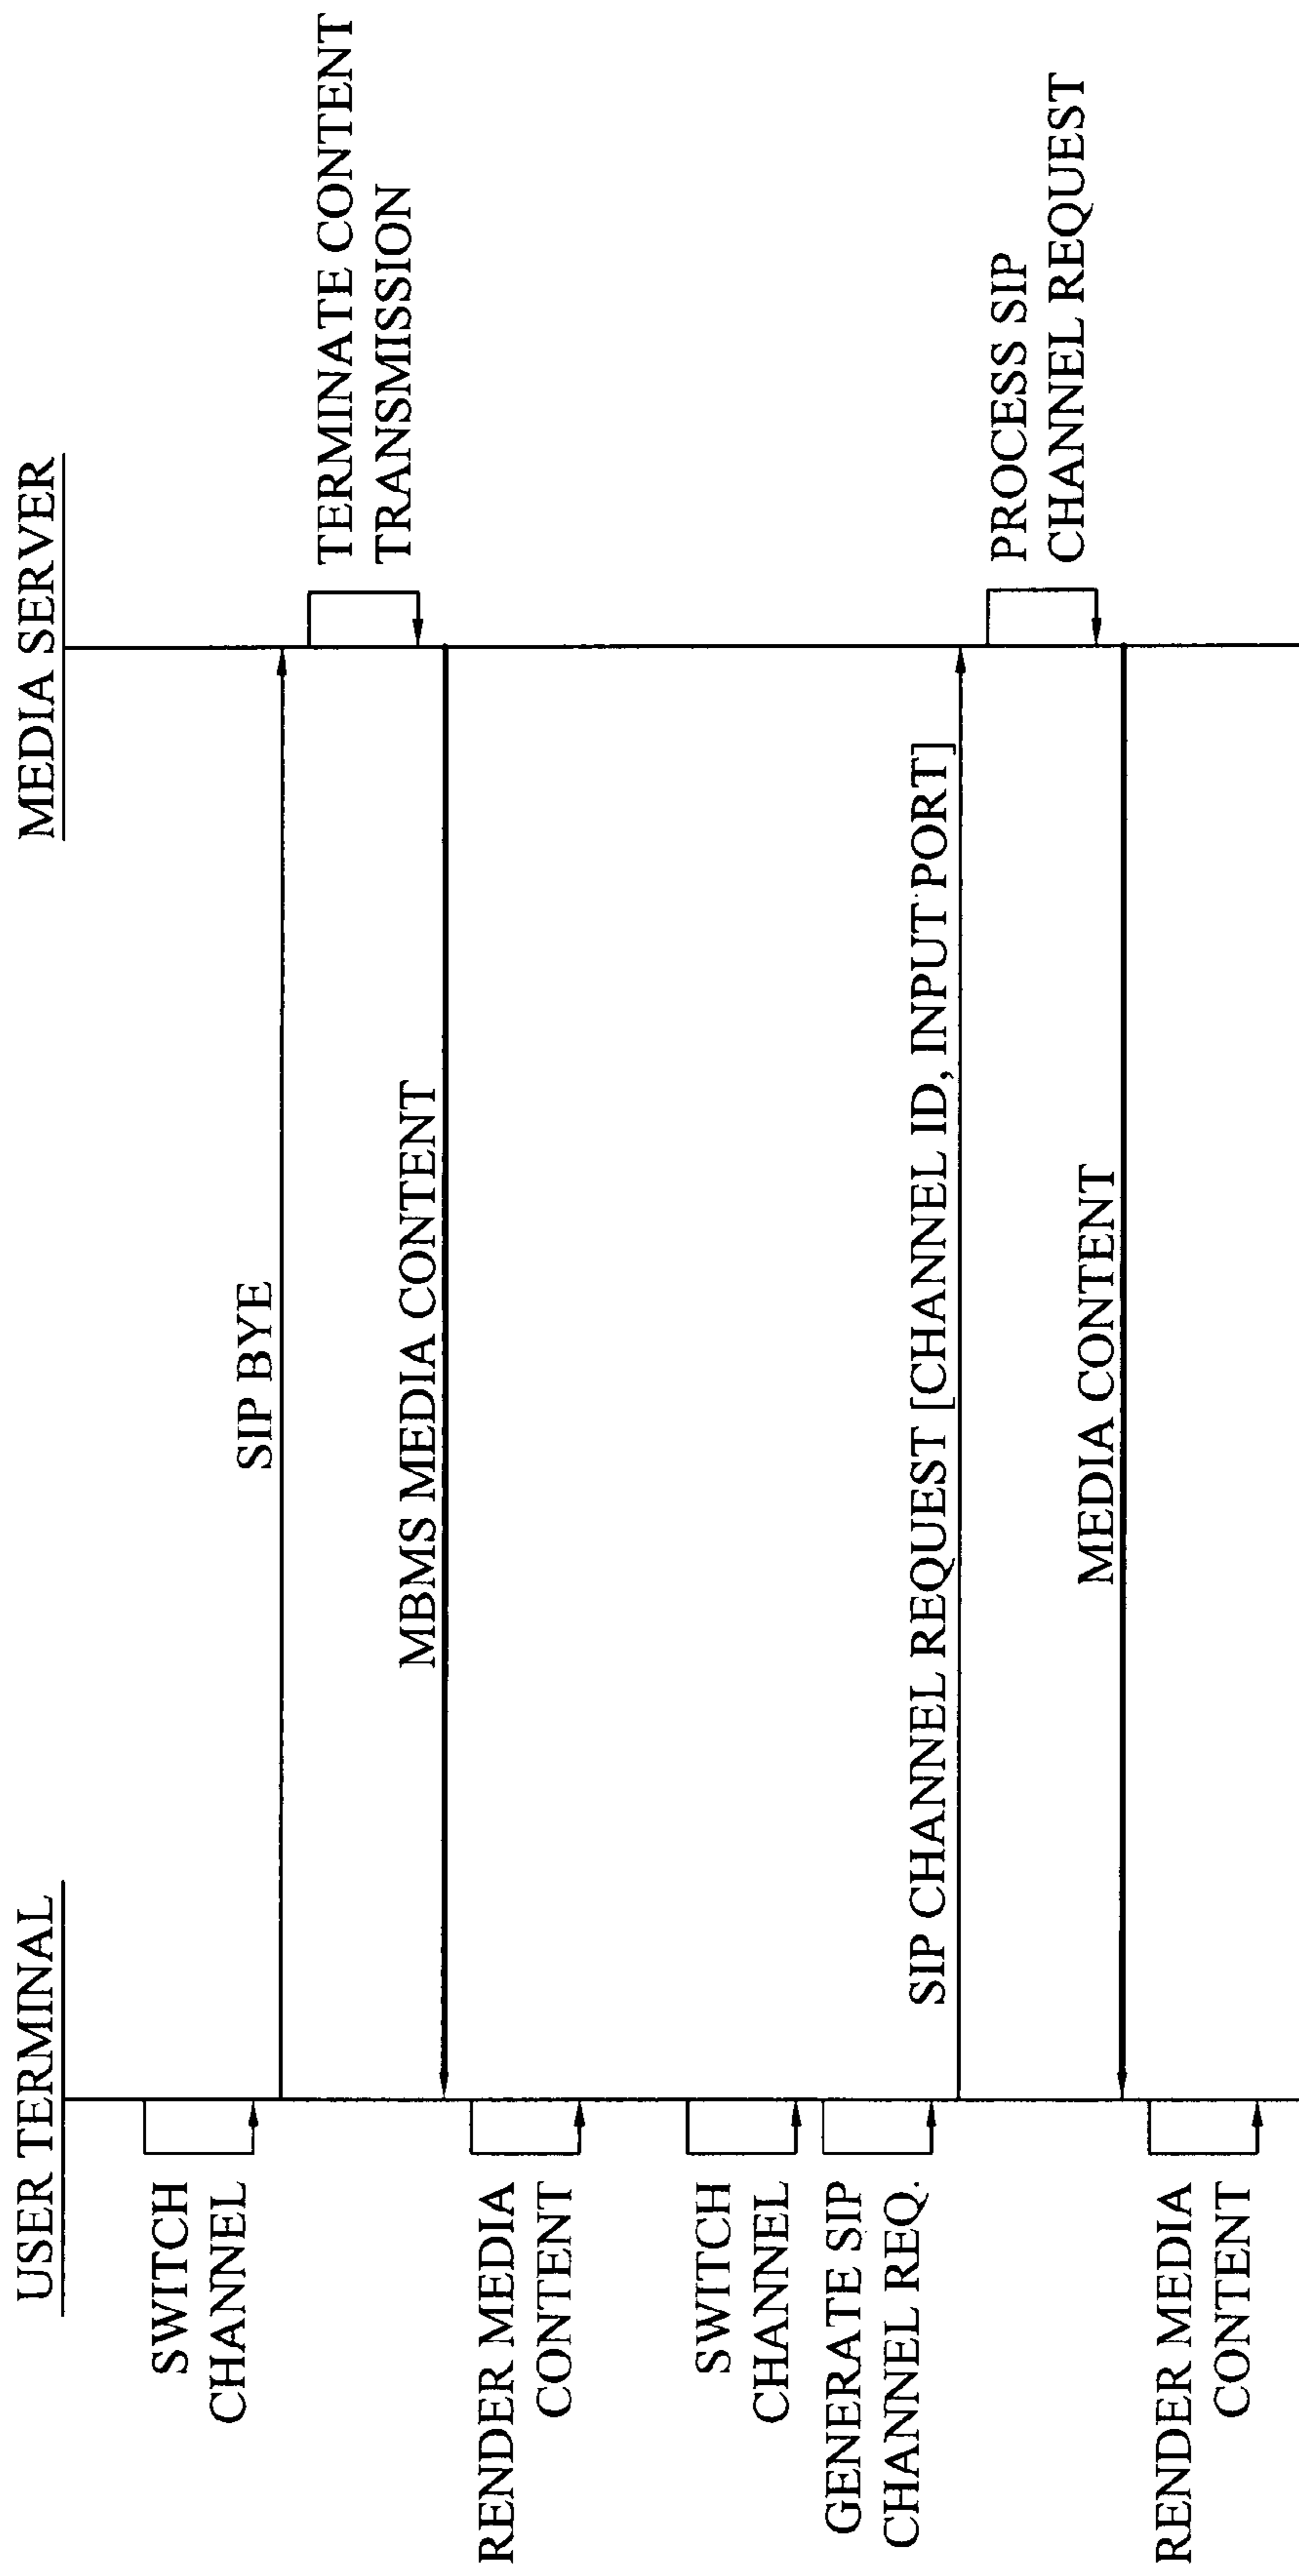 USER TERMINAL
MEDIA SERVER
SWITCH
CHANNEL
SIP BYE
TERMINATE CONTENT
TRANSMISSION
MBMS MEDIA CONTENT
RENDER MEDIA
CONTENT
SWITCH
CHANNEL
GENERATE SIP
CHANNEL REQ.
SIP CHANNEL REQUEST [CHANNEL ID, INPUT PORT]
PROCESS SIP
CHANNEL REQUEST
MEDIA CONTENT
RENDER MEDIA
CONTENT